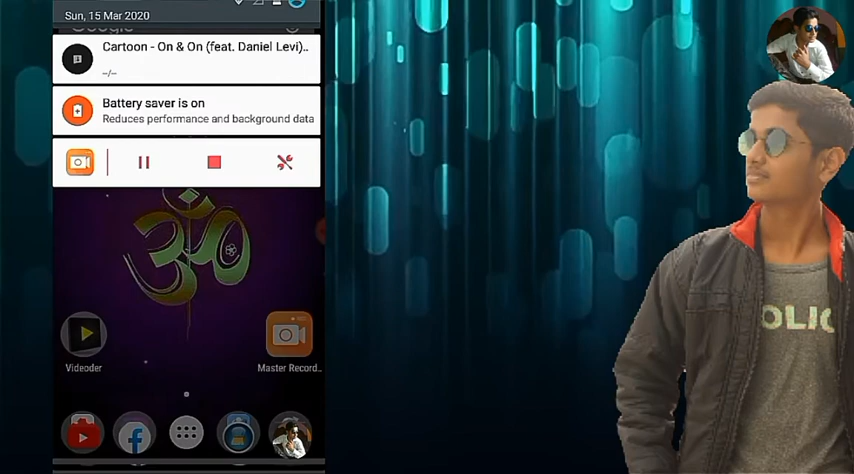 Sun, 15 Mar 2020
Google
Cartoon - On & On (feat. Daniel Levi)..
--/--
Battery saver is on
Reduces performance and background data
ॐ
Videoder
Master Record..
OLIC